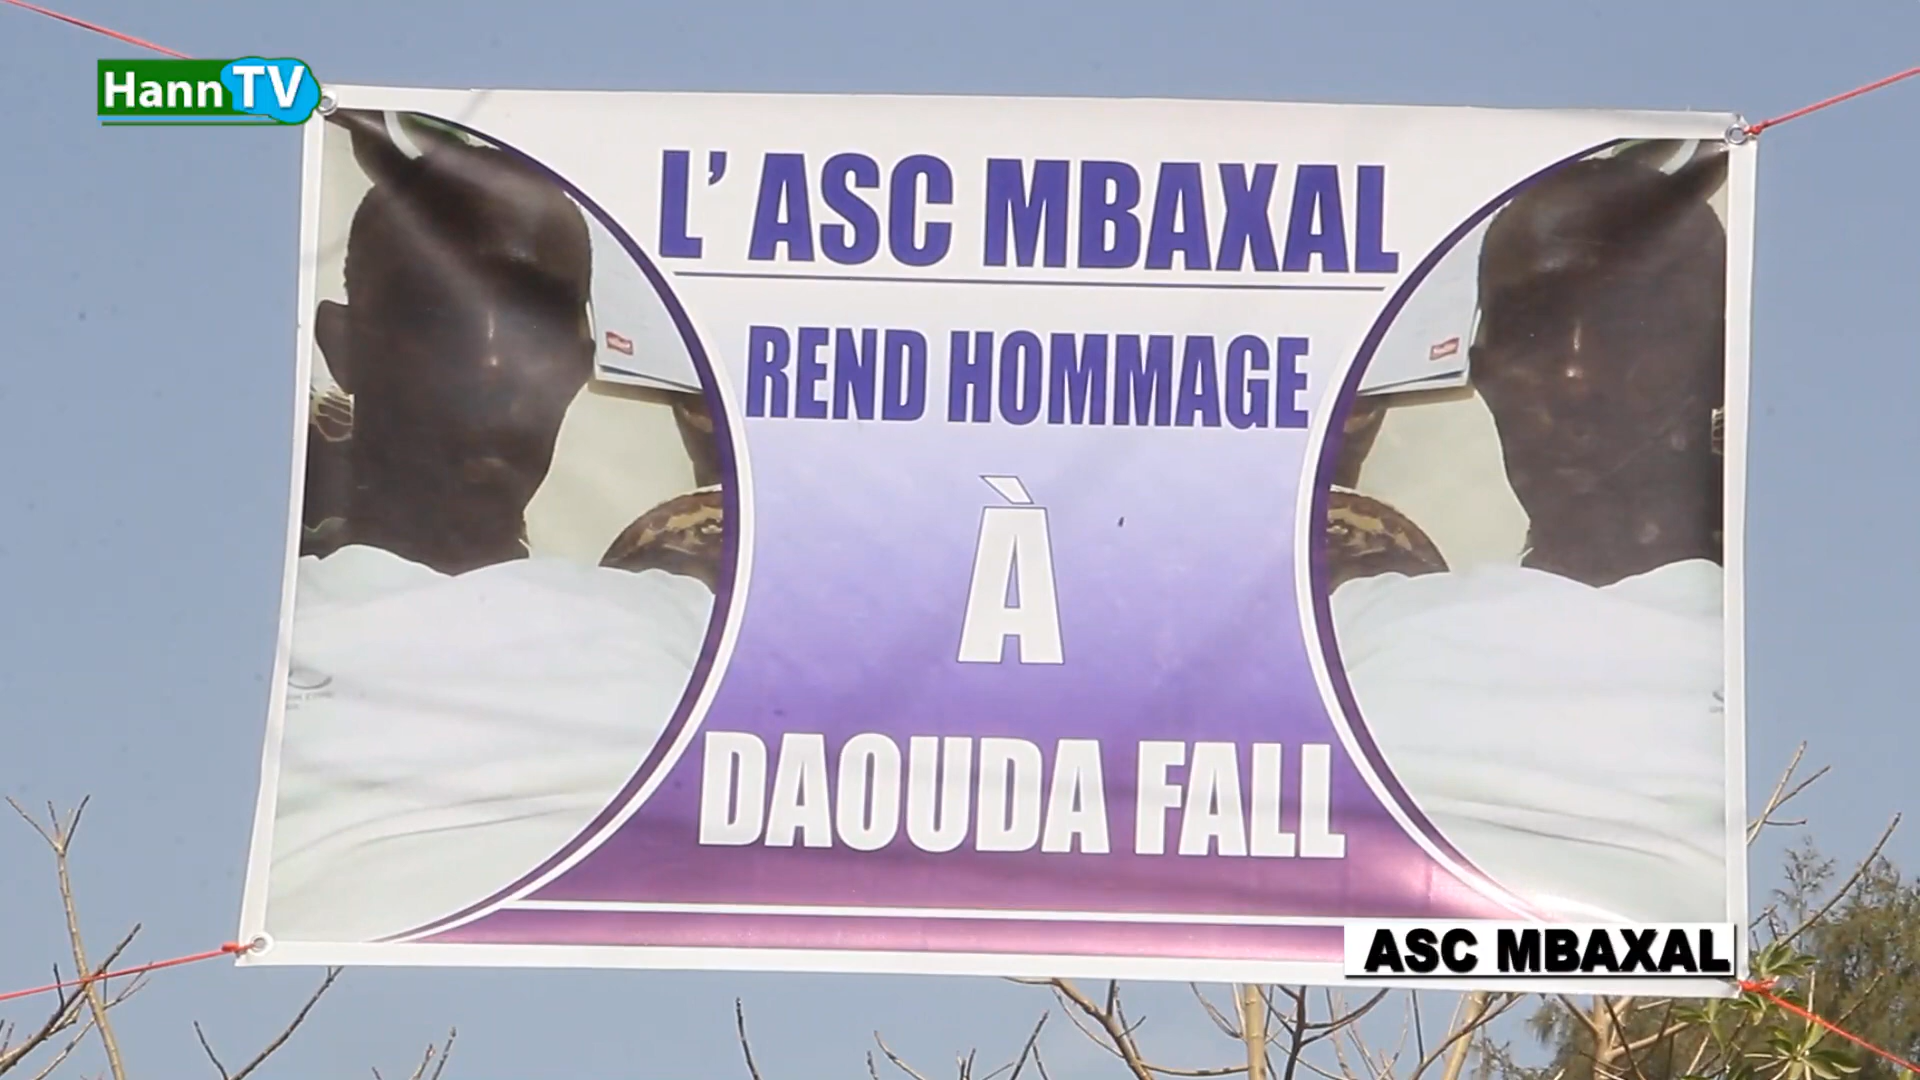 HannTV
L' ASC MBAXAL
REND HOMMAGE
À
DAOUDA FALL
ASC MBAXAL